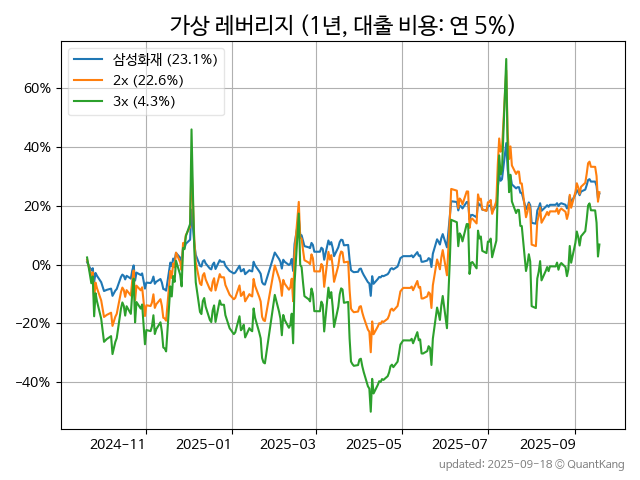 가상 레버리지 (1년, 대출 비용: 연 5%)
삼성화재 (23.1%)
2x (22.6%)
3x (4.3%)
60%
40%
20%
0%
−20%
−40%
2024-11
2025-01
2025-03
2025-05
2025-07
2025-09
updated: 2025-09-18 © QuantKang